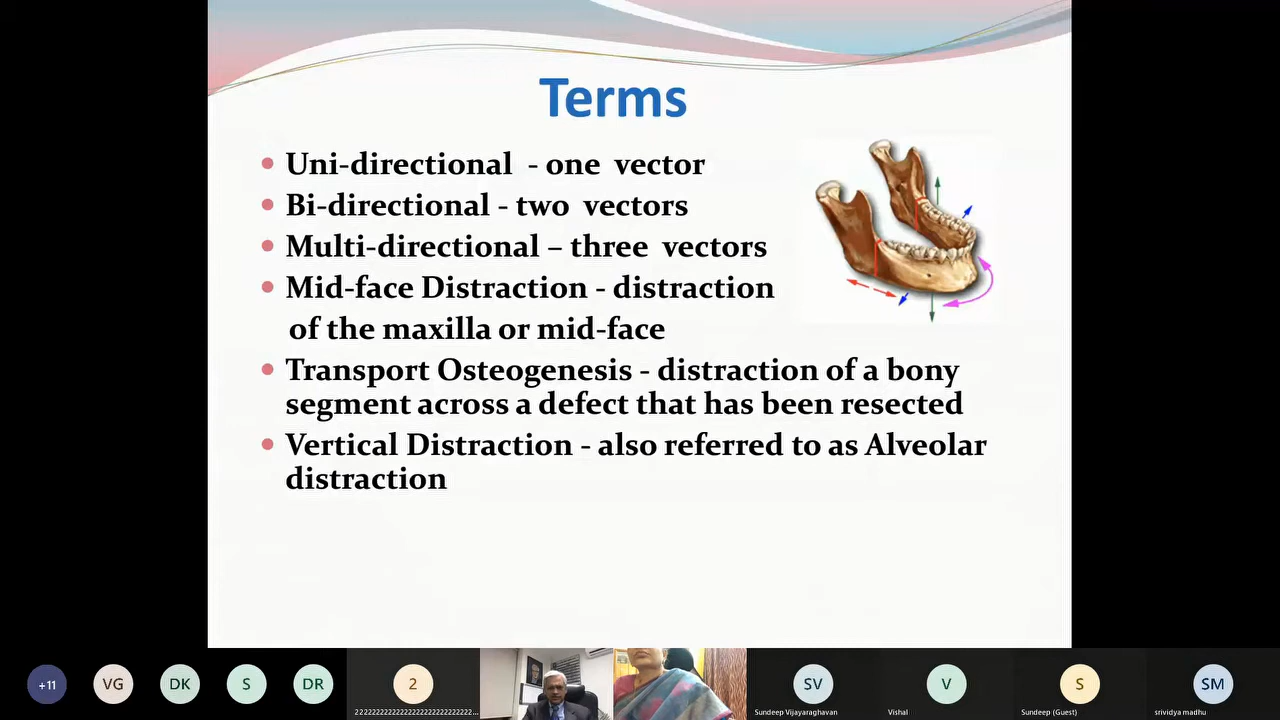 Terms
Uni-directional - one vector
Bi-directional - two vectors
Multi-directional – three vectors
Mid-face Distraction - distraction
of the maxilla or mid-face
Transport Osteogenesis - distraction of a bony
segment across a defect that has been resected
Vertical Distraction - also referred to as Alveolar
distraction
+11
VG
DK
S
DR
2
SV
V
S
SM
Sundeep Vijayaraghavan
Vishal
Sundeep (Guest)
srividya madhu